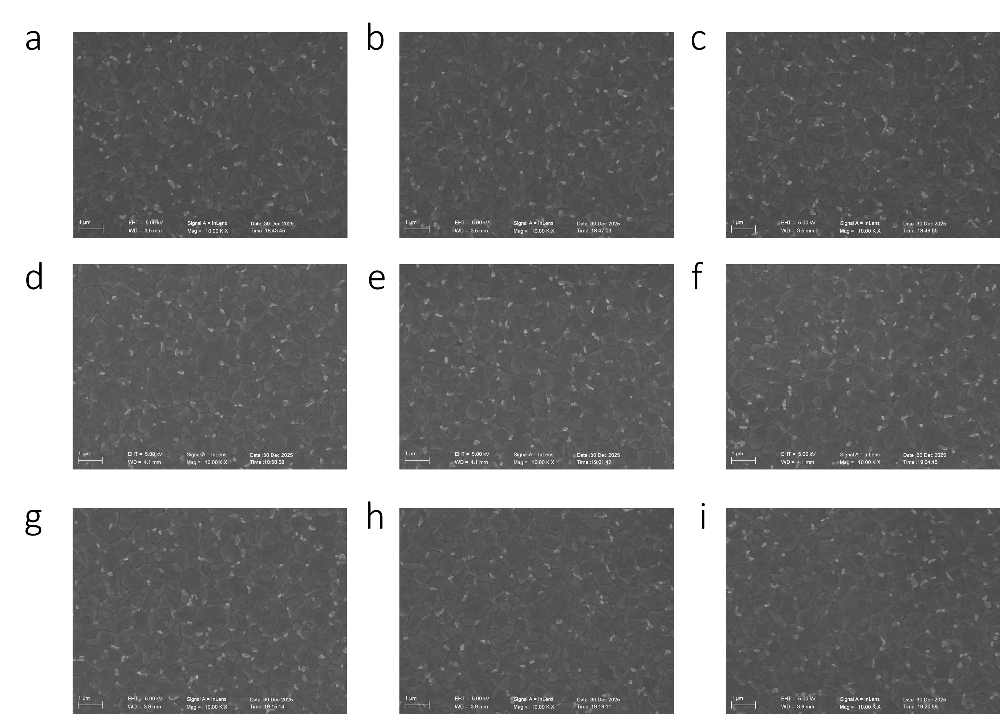 a
b
c
1 µm
EHT = 5.00 kV
Signal A = InLens
Date :30 Dec 2025
WD = 3.5 mm
Mag = 10.00 K X
Time :18:43:45
1 µm
EHT = 5.00 kV
Signal A = InLens
Date :30 Dec 2025
WD = 3.5 mm
Mag = 10.00 K X
Time :18:47:03
1 µm
EHT = 5.00 kV
Signal A = InLens
Date :30 Dec 2025
WD = 3.5 mm
Mag = 10.00 K X
Time :18:49:55
d
e
f
1 µm
EHT = 5.00 kV
Signal A = InLens
Date :30 Dec 2025
WD = 4.1 mm
Mag = 10.00 K X
Time :18:58:58
1 µm
EHT = 5.00 kV
Signal A = InLens
Date :30 Dec 2025
WD = 4.1 mm
Mag = 10.00 K X
Time :19:01:47
1 µm
EHT = 5.00 kV
Signal A = InLens
Date :30 Dec 2025
WD = 4.1 mm
Mag = 10.00 K X
Time :19:04:45
g
h
i
1 µm
EHT = 5.00 kV
Signal A = InLens
Date :30 Dec 2025
WD = 3.9 mm
Mag = 10.00 K X
Time :19:15:14
1 µm
EHT = 5.00 kV
Signal A = InLens
Date :30 Dec 2025
WD = 3.9 mm
Mag = 10.00 K X
Time :19:19:11
1 µm
EHT = 5.00 kV
Signal A = InLens
Date :30 Dec 2025
WD = 3.9 mm
Mag = 10.00 K X
Time :19:20:58